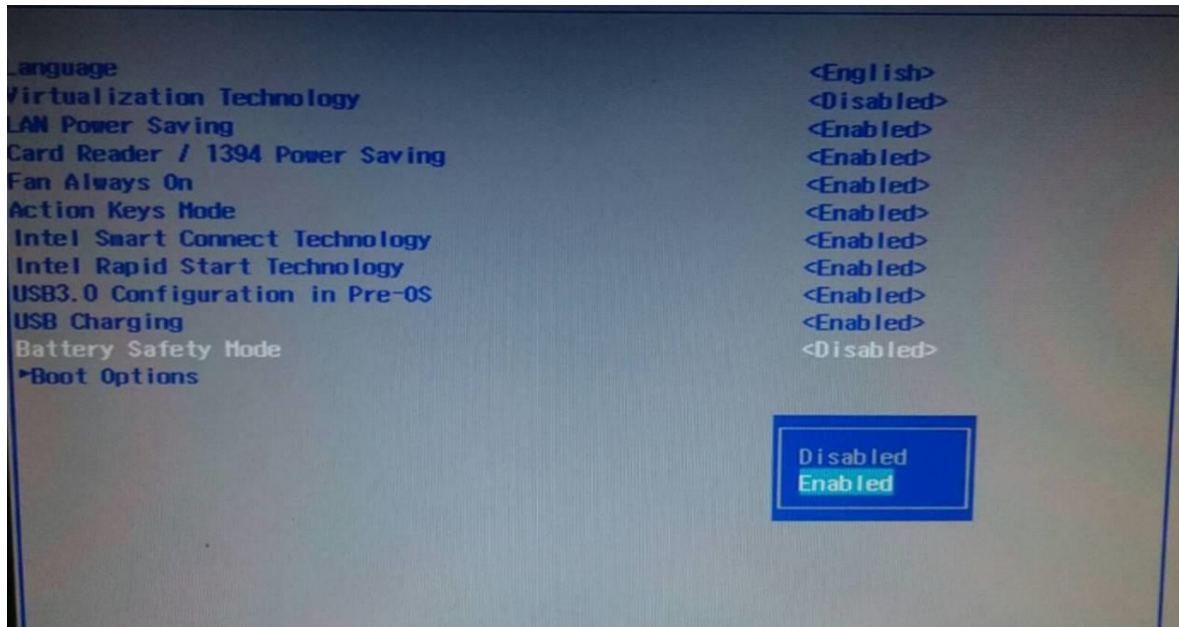 Language <English>
Virtualization Technology <Disabled>
LAN Power Saving <Enabled>
Card Reader / 1394 Power Saving <Enabled>
Fan Always On <Enabled>
Action Keys Mode <Enabled>
Intel Smart Connect Technology <Enabled>
Intel Rapid Start Technology <Enabled>
USB3.0 Configuration in Pre-OS <Enabled>
USB Charging <Enabled>
Battery Safety Mode <Disabled>
►Boot Options
Disabled
Enabled